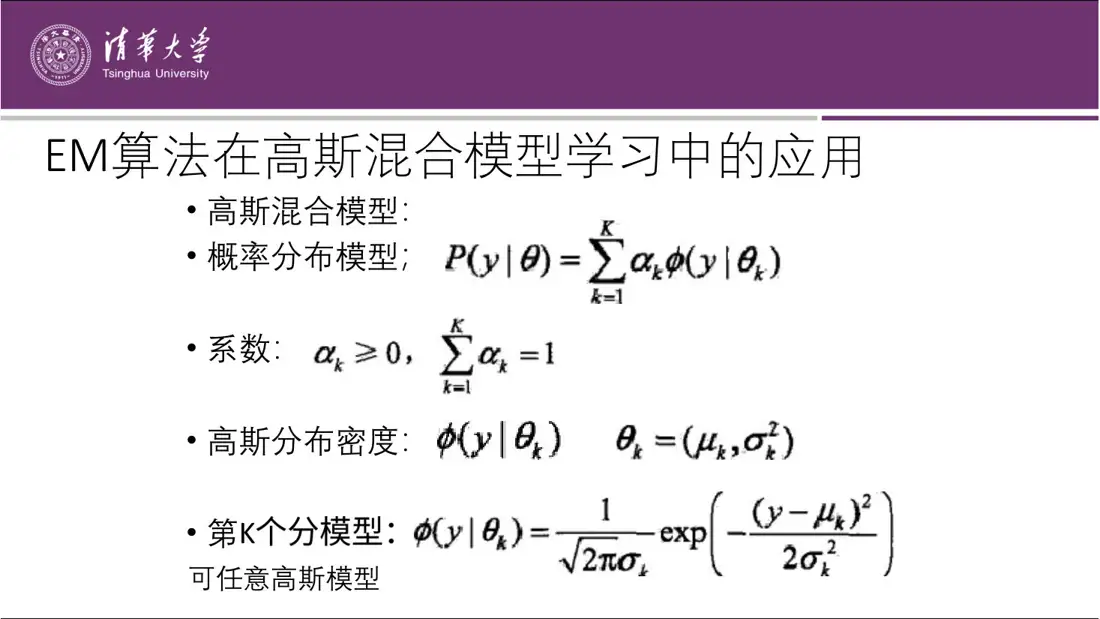 清华大学
Tsinghua University
EM算法在高斯混合模型学习中的应用
• 高斯混合模型：
• 概率分布模型； P(y|θ) = ∑_{k=1}^{K} α_k ϕ(y|θ_k)
• 系数： α_k ⩾ 0， ∑_{k=1}^{K} α_k = 1
• 高斯分布密度： ϕ(y|θ_k) θ_k = (μ_k, σ_k^2)
• 第K个分模型：ϕ(y|θ_k) = \frac{1}{\sqrt{2π}σ_k} exp(-\frac{(y-μ_k)^2}{2σ_k^2})
可任意高斯模型